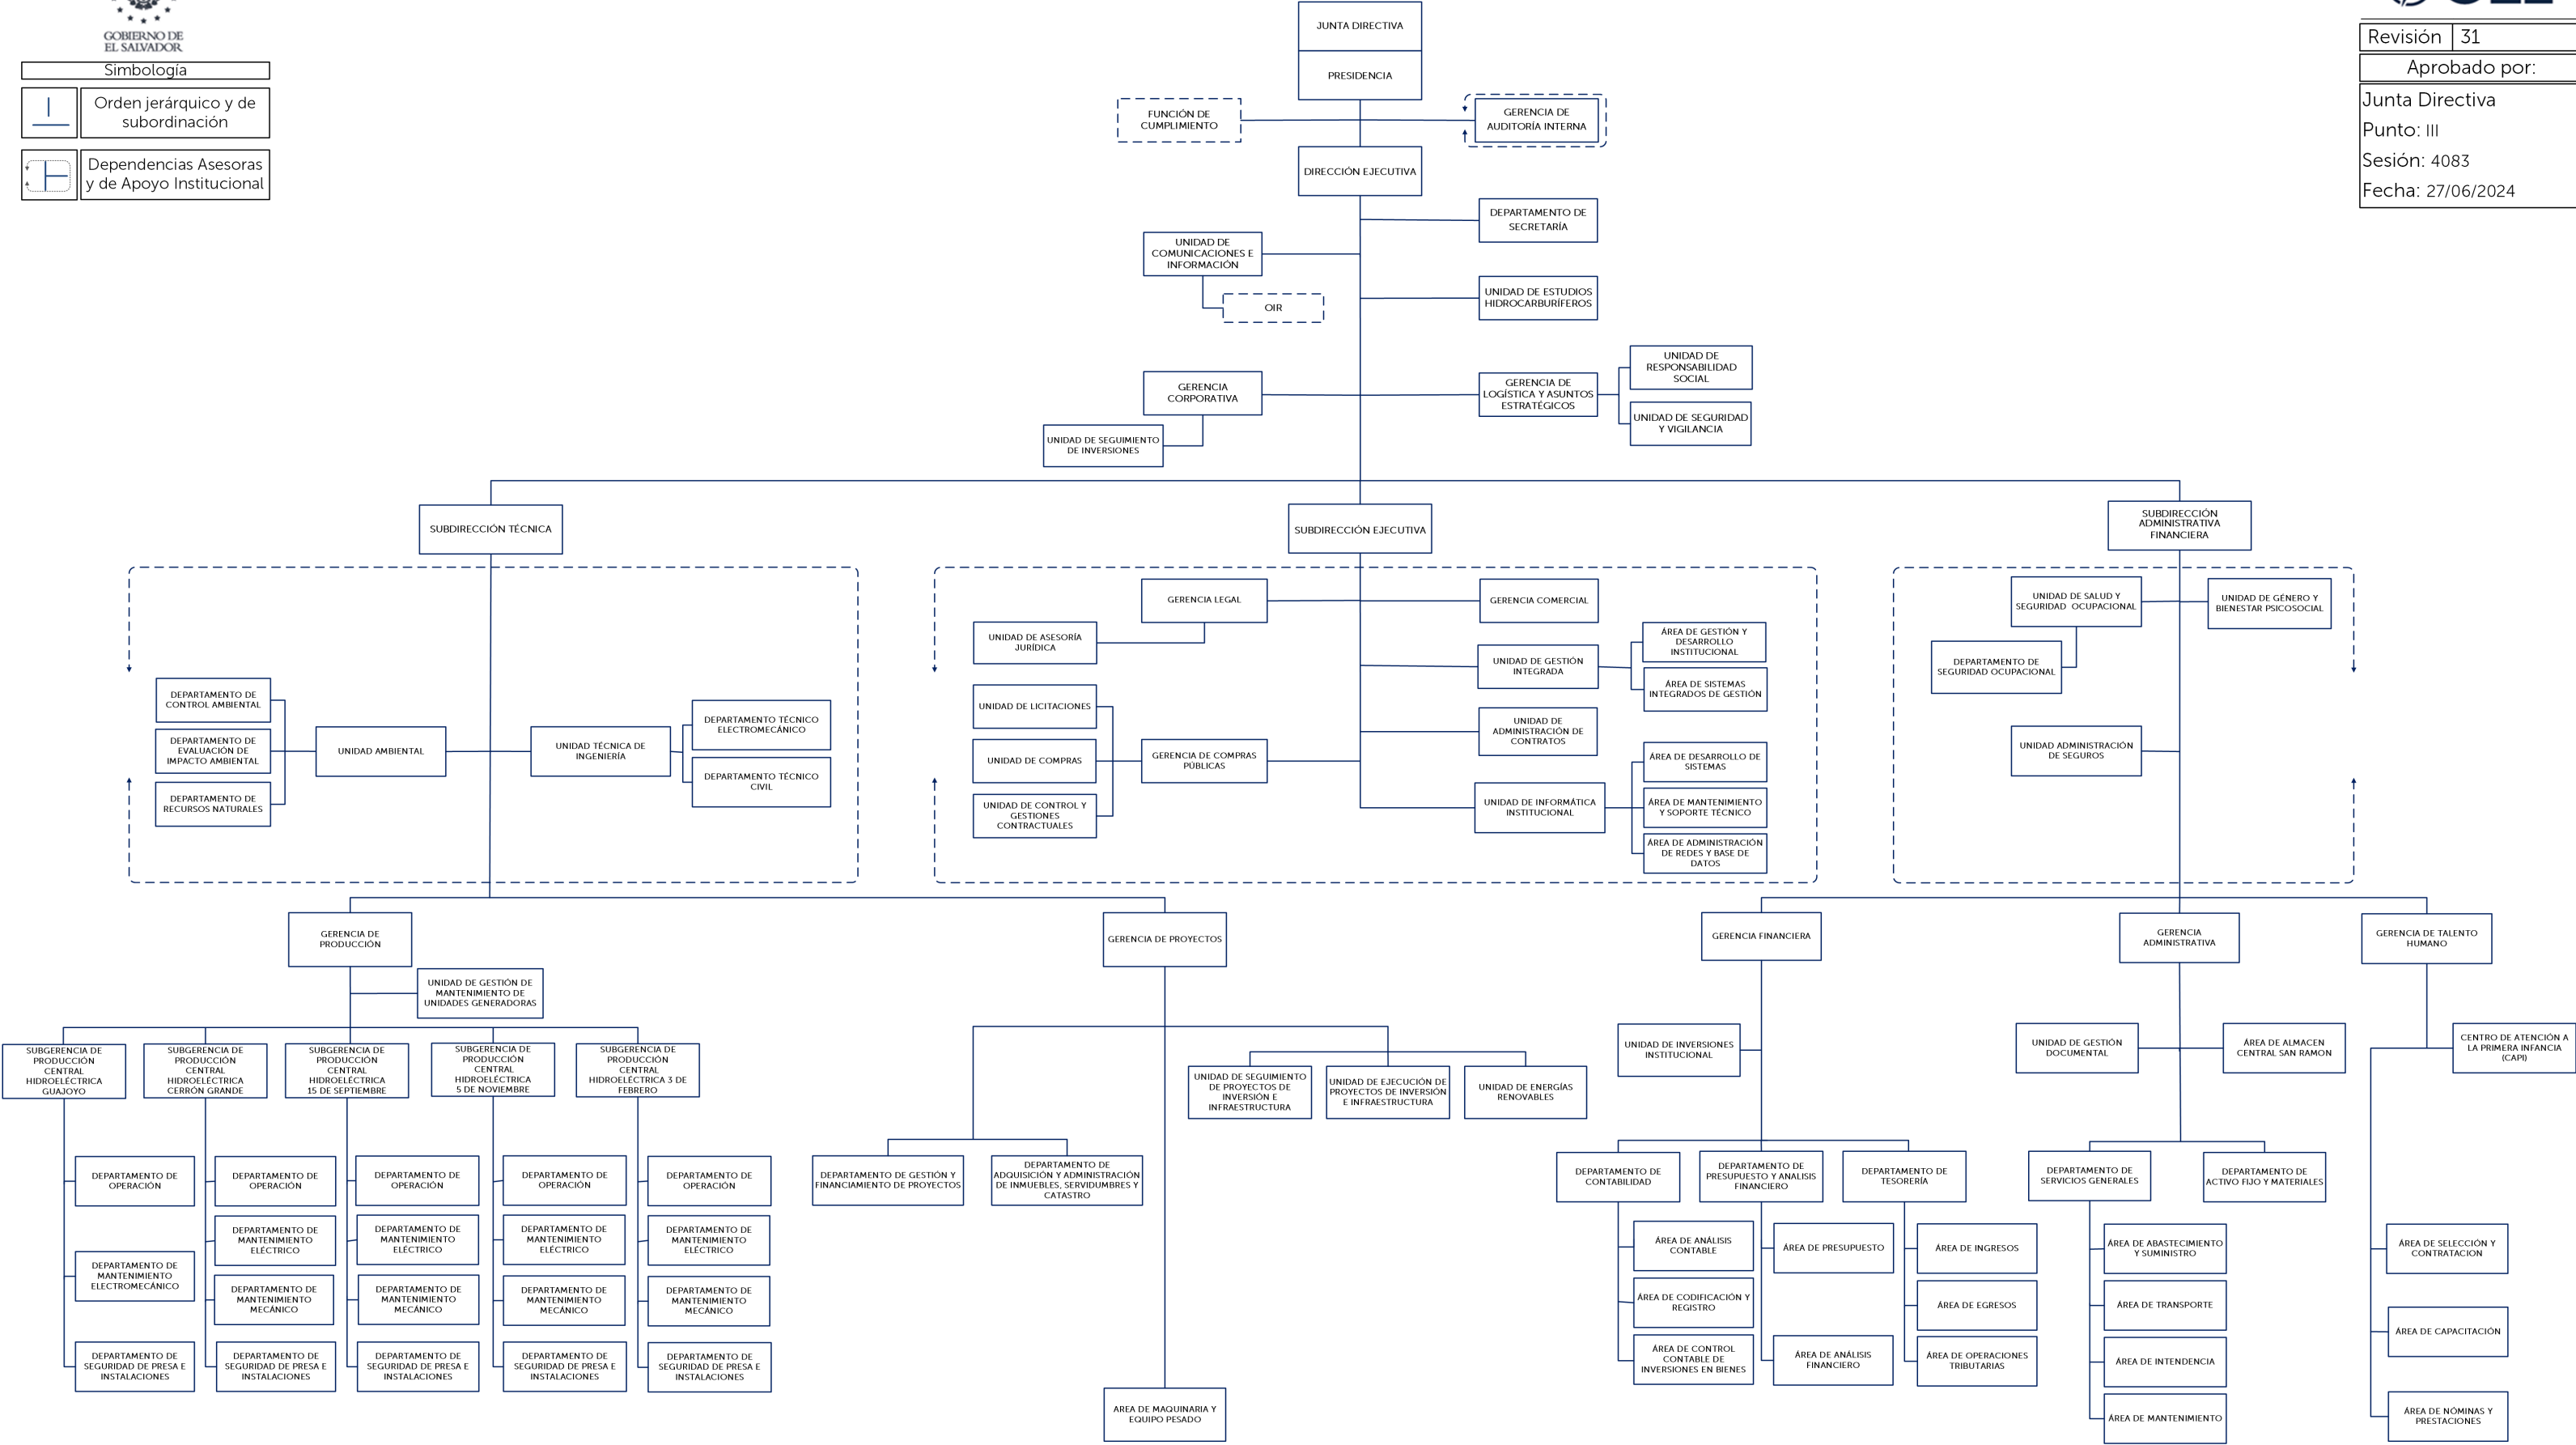 GOBIERNO DE
EL SALVADOR
Simbología
Orden jerárquico y de
subordinación
Dependencias Asesoras
y de Apoyo Institucional
Revisión 31
Aprobado por:
Junta Directiva
Punto: III
Sesión: 4083
Fecha: 27/06/2024
JUNTA DIRECTIVA
PRESIDENCIA
FUNCIÓN DE
CUMPLIMIENTO
GERENCIA DE
AUDITORÍA INTERNA
DIRECCIÓN EJECUTIVA
DEPARTAMENTO DE
SECRETARÍA
UNIDAD DE
COMUNICACIONES E
INFORMACIÓN
OIR
UNIDAD DE ESTUDIOS
HIDROCARBURÍFEROS
GERENCIA
CORPORATIVA
UNIDAD DE SEGUIMIENTO
DE INVERSIONES
GERENCIA DE
LOGÍSTICA Y ASUNTOS
ESTRATÉGICOS
UNIDAD DE
RESPONSABILIDAD
SOCIAL
UNIDAD DE SEGURIDAD
Y VIGILANCIA
SUBDIRECCIÓN TÉCNICA
SUBDIRECCIÓN EJECUTIVA
SUBDIRECCIÓN
ADMINISTRATIVA
FINANCIERA
DEPARTAMENTO DE
CONTROL AMBIENTAL
DEPARTAMENTO DE
EVALUACIÓN DE
IMPACTO AMBIENTAL
DEPARTAMENTO DE
RECURSOS NATURALES
UNIDAD AMBIENTAL
UNIDAD TÉCNICA DE
INGENIERÍA
DEPARTAMENTO TÉCNICO
ELECTROMECÁNICO
DEPARTAMENTO TÉCNICO
CIVIL
GERENCIA LEGAL
UNIDAD DE ASESORÍA
JURÍDICA
UNIDAD DE LICITACIONES
UNIDAD DE COMPRAS
UNIDAD DE CONTROL Y
GESTIONES
CONTRACTUALES
GERENCIA DE COMPRAS
PÚBLICAS
GERENCIA COMERCIAL
UNIDAD DE GESTIÓN
INTEGRADA
ÁREA DE GESTIÓN Y
DESARROLLO
INSTITUCIONAL
ÁREA DE SISTEMAS
INTEGRADOS DE GESTIÓN
UNIDAD DE
ADMINISTRACIÓN DE
CONTRATOS
UNIDAD DE INFORMÁTICA
INSTITUCIONAL
ÁREA DE DESARROLLO DE
SISTEMAS
ÁREA DE MANTENIMIENTO
Y SOPORTE TÉCNICO
ÁREA DE ADMINISTRACIÓN
DE REDES Y BASE DE
DATOS
UNIDAD DE SALUD Y
SEGURIDAD OCUPACIONAL
UNIDAD DE GÉNERO Y
BIENESTAR PSICOSOCIAL
DEPARTAMENTO DE
SEGURIDAD OCUPACIONAL
UNIDAD ADMINISTRACIÓN
DE SEGUROS
GERENCIA DE
PRODUCCIÓN
UNIDAD DE GESTIÓN DE
MANTENIMIENTO DE
UNIDADES GENERADORAS
SUBGERENCIA DE
PRODUCCIÓN
CENTRAL
HIDROELÉCTRICA
GUAJOYO
SUBGERENCIA DE
PRODUCCIÓN
CENTRAL
HIDROELÉCTRICA
CERRÓN GRANDE
SUBGERENCIA DE
PRODUCCIÓN
CENTRAL
HIDROELÉCTRICA
15 DE SEPTIEMBRE
SUBGERENCIA DE
PRODUCCIÓN
CENTRAL
HIDROELÉCTRICA
5 DE NOVIEMBRE
SUBGERENCIA DE
PRODUCCIÓN
CENTRAL
HIDROELÉCTRICA 3 DE
FEBRERO
DEPARTAMENTO DE
OPERACIÓN
DEPARTAMENTO DE
MANTENIMIENTO
ELECTROMECÁNICO
DEPARTAMENTO DE
SEGURIDAD DE PRESA E
INSTALACIONES
DEPARTAMENTO DE
OPERACIÓN
DEPARTAMENTO DE
MANTENIMIENTO
ELÉCTRICO
DEPARTAMENTO DE
MANTENIMIENTO
MECÁNICO
DEPARTAMENTO DE
SEGURIDAD DE PRESA E
INSTALACIONES
DEPARTAMENTO DE
OPERACIÓN
DEPARTAMENTO DE
MANTENIMIENTO
ELÉCTRICO
DEPARTAMENTO DE
MANTENIMIENTO
MECÁNICO
DEPARTAMENTO DE
SEGURIDAD DE PRESA E
INSTALACIONES
DEPARTAMENTO DE
OPERACIÓN
DEPARTAMENTO DE
MANTENIMIENTO
ELÉCTRICO
DEPARTAMENTO DE
MANTENIMIENTO
MECÁNICO
DEPARTAMENTO DE
SEGURIDAD DE PRESA E
INSTALACIONES
DEPARTAMENTO DE
OPERACIÓN
DEPARTAMENTO DE
MANTENIMIENTO
ELÉCTRICO
DEPARTAMENTO DE
MANTENIMIENTO
MECÁNICO
DEPARTAMENTO DE
SEGURIDAD DE PRESA E
INSTALACIONES
GERENCIA DE PROYECTOS
UNIDAD DE SEGUIMIENTO
DE PROYECTOS DE
INVERSIÓN E
INFRAESTRUCTURA
UNIDAD DE EJECUCIÓN DE
PROYECTOS DE INVERSIÓN
E INFRAESTRUCTURA
UNIDAD DE ENERGÍAS
RENOVABLES
DEPARTAMENTO DE GESTIÓN Y
FINANCIAMIENTO DE PROYECTOS
DEPARTAMENTO DE
ADQUISICIÓN Y ADMINISTRACIÓN
DE INMUEBLES, SERVIDUMBRES Y
CATASTRO
AREA DE MAQUINARIA Y
EQUIPO PESADO
GERENCIA FINANCIERA
UNIDAD DE INVERSIONES
INSTITUCIONAL
DEPARTAMENTO DE
CONTABILIDAD
DEPARTAMENTO DE
PRESUPUESTO Y ANALISIS
FINANCIERO
DEPARTAMENTO DE
TESORERÍA
ÁREA DE ANÁLISIS
CONTABLE
ÁREA DE CODIFICACIÓN Y
REGISTRO
ÁREA DE CONTROL
CONTABLE DE
INVERSIONES EN BIENES
ÁREA DE PRESUPUESTO
ÁREA DE ANÁLISIS
FINANCIERO
ÁREA DE INGRESOS
ÁREA DE EGRESOS
ÁREA DE OPERACIONES
TRIBUTARIAS
GERENCIA
ADMINISTRATIVA
UNIDAD DE GESTIÓN
DOCUMENTAL
ÁREA DE ALMACEN
CENTRAL SAN RAMON
DEPARTAMENTO DE
SERVICIOS GENERALES
DEPARTAMENTO DE
ACTIVO FIJO Y MATERIALES
ÁREA DE ABASTECIMIENTO
Y SUMINISTRO
ÁREA DE TRANSPORTE
ÁREA DE INTENDENCIA
ÁREA DE MANTENIMIENTO
GERENCIA DE TALENTO
HUMANO
CENTRO DE ATENCIÓN A
LA PRIMERA INFANCIA
(CAPI)
ÁREA DE SELECCIÓN Y
CONTRATACION
ÁREA DE CAPACITACIÓN
ÁREA DE NÓMINAS Y
PRESTACIONES